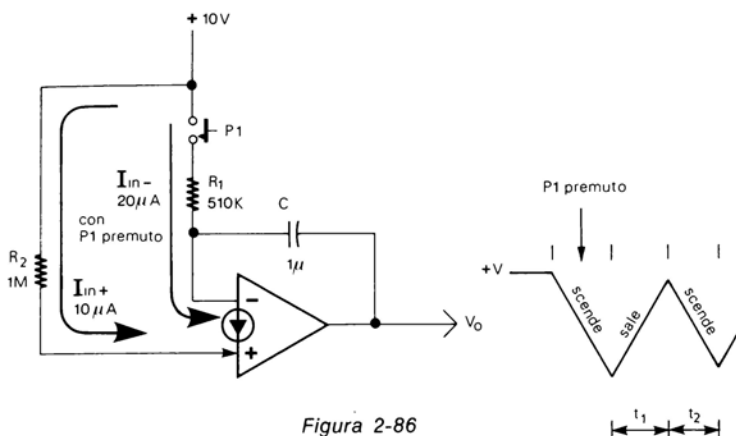 + 10V
P1
I in-
20µA
con
P1 premuto
R1
510K
C
1µ
R2
1M
I in+
10µA
−
+
Vo
P1 premuto
+V
scende
sale
scende
t1
t2
Figura 2-86